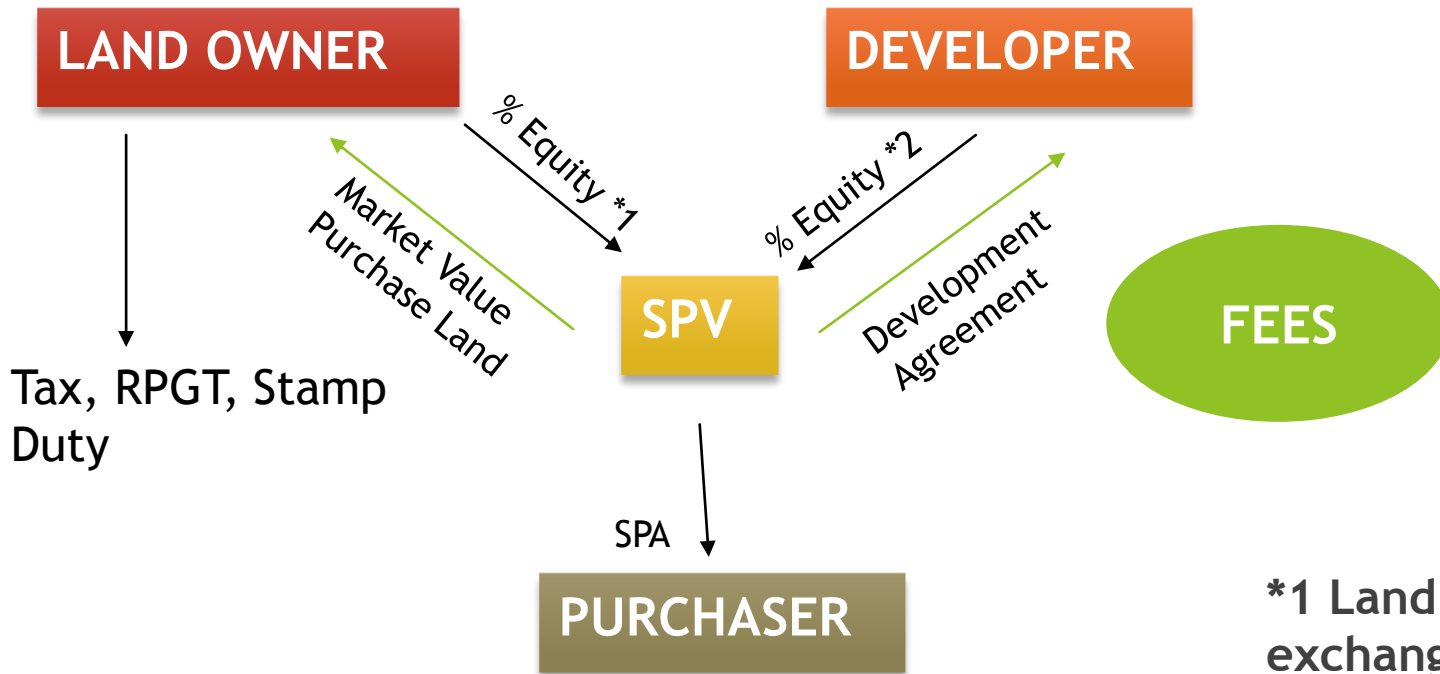 LAND OWNER
DEVELOPER
% Equity *1
% Equity *2
Market Value
Purchase Land
SPV
Development
Agreement
FEES
Tax, RPGT, Stamp
Duty
SPA
PURCHASER
*1 Land
exchang